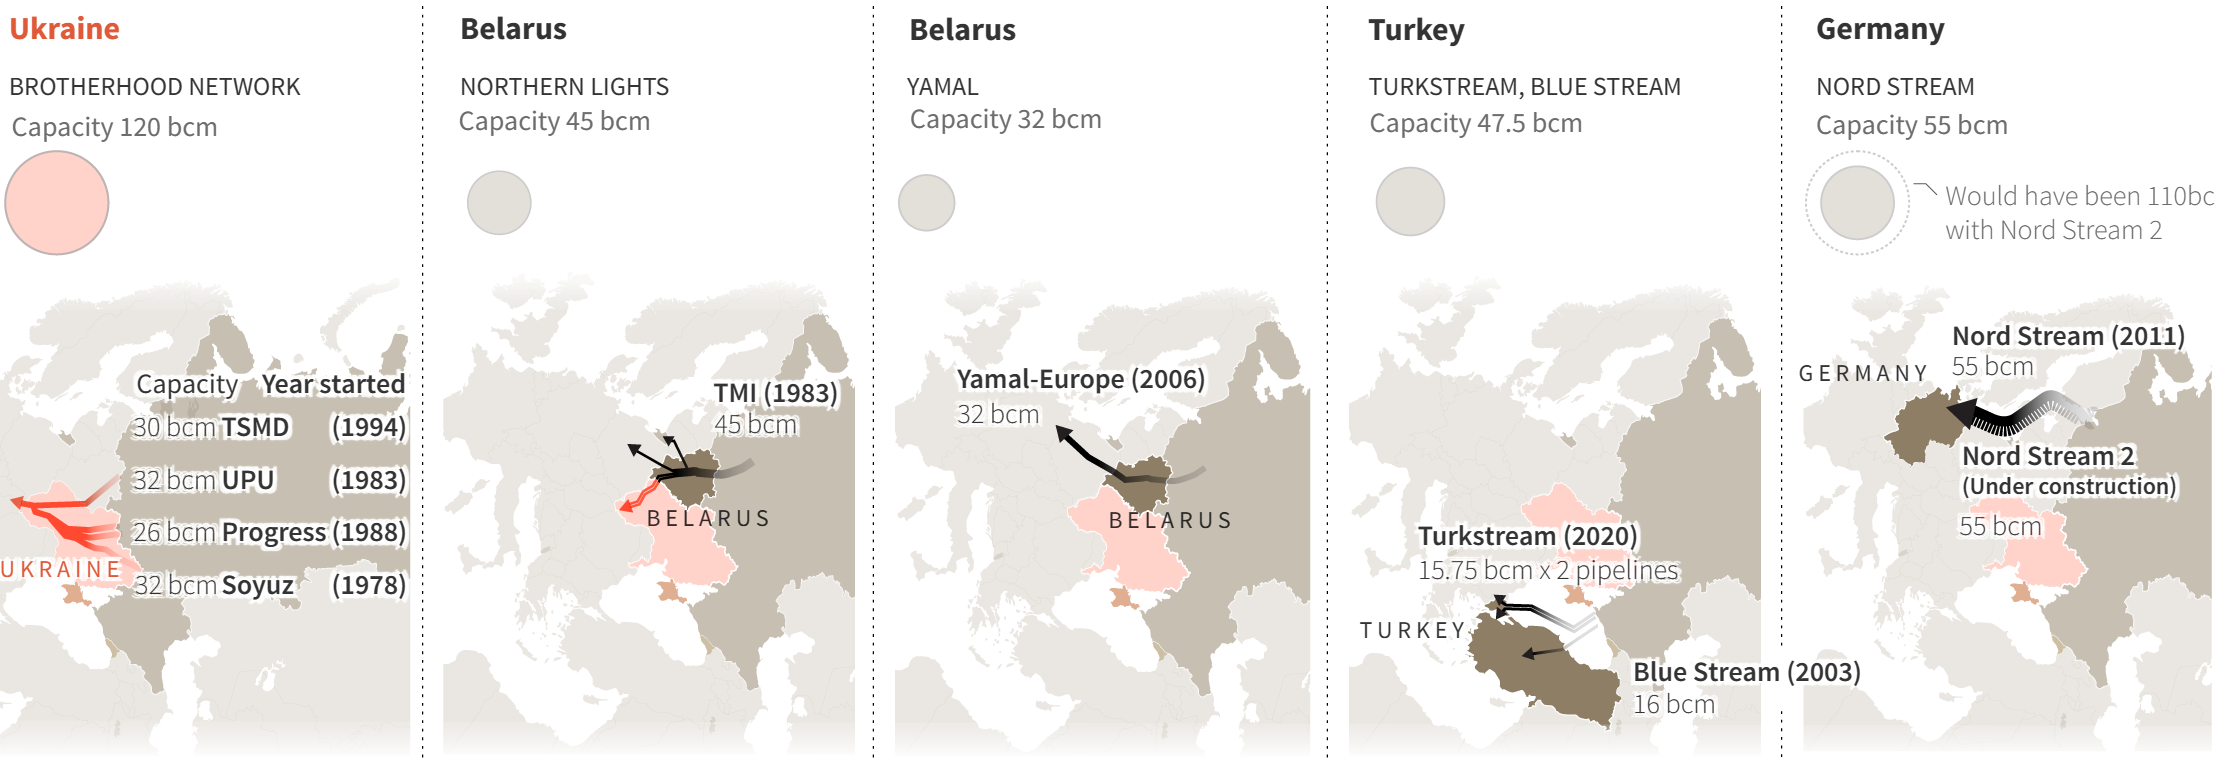 Ukraine
BROTHERHOOD NETWORK
Capacity 120 bcm
Capacity Year started
30 bcm TSMD (1994)
32 bcm UPU (1983)
26 bcm Progress (1988)
UKRAINE
32 bcm Soyuz (1978)
Belarus
NORTHERN LIGHTS
Capacity 45 bcm
TMI (1983)
45 bcm
BELARUS
Belarus
YAMAL
Capacity 32 bcm
Yamal-Europe (2006)
32 bcm
BELARUS
Turkey
TURKSTREAM, BLUE STREAM
Capacity 47.5 bcm
Turkstream (2020)
15.75 bcm x 2 pipelines
TURKEY
Blue Stream (2003)
16 bcm
Germany
NORD STREAM
Capacity 55 bcm
Would have been 110bc
with Nord Stream 2
Nord Stream (2011)
55 bcm
GERMANY
Nord Stream 2
(Under construction)
55 bcm